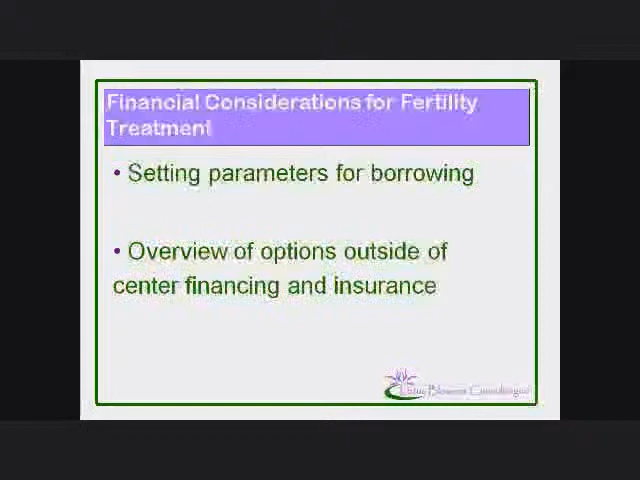 Financial Considerations for Fertility
Treatment
• Setting parameters for borrowing
• Overview of options outside of
center financing and insurance